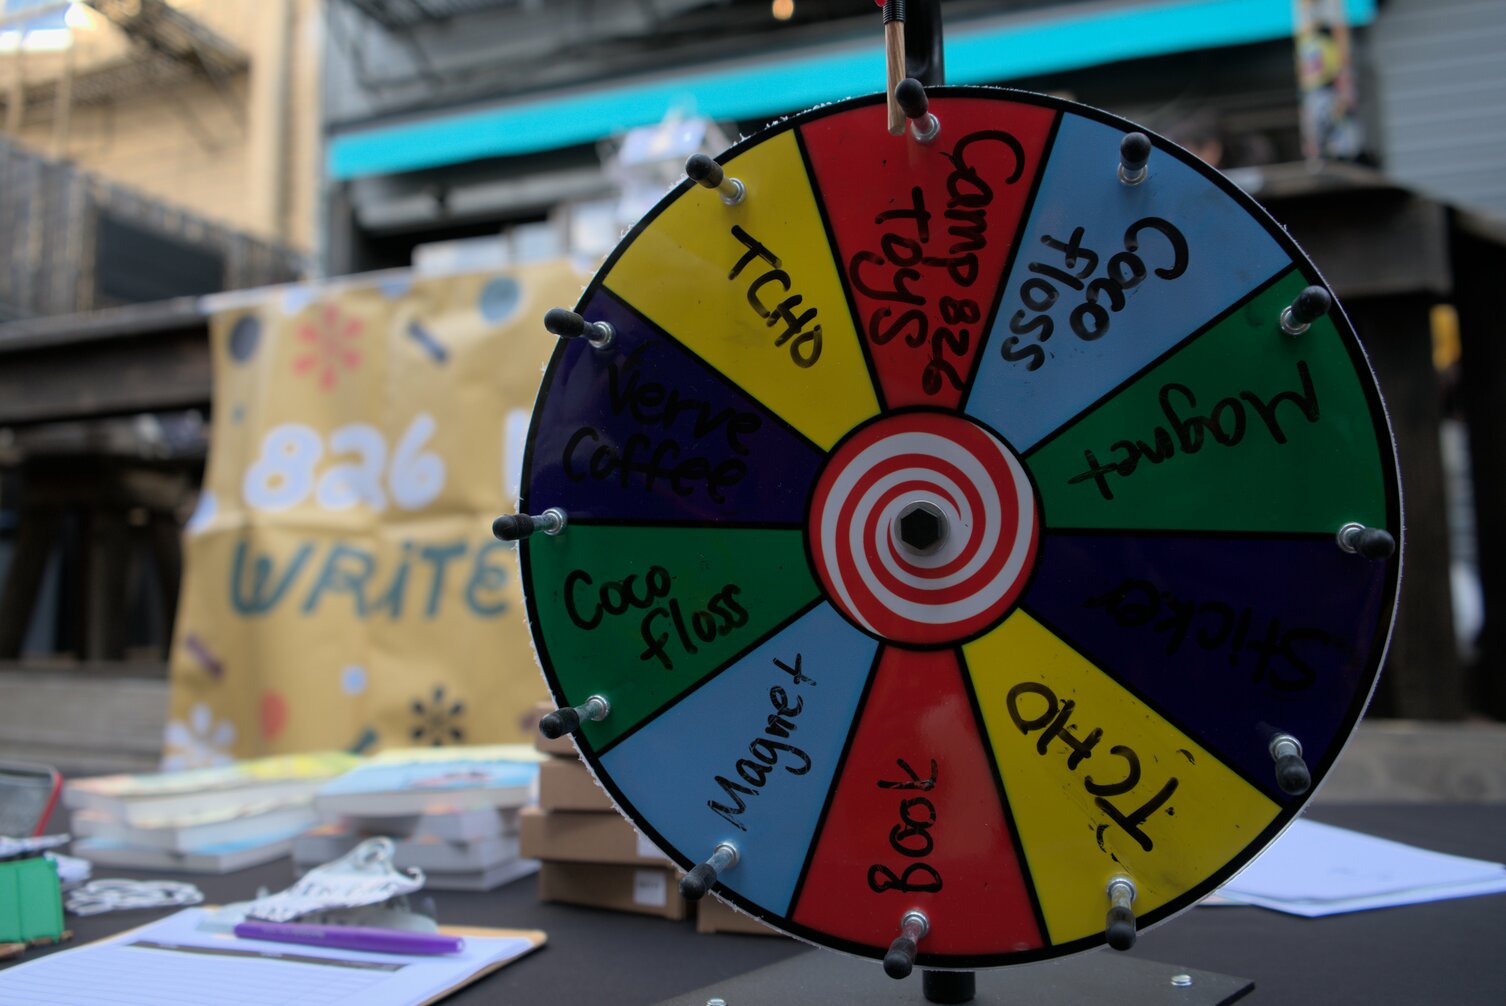 Camp 826
Toys
Coco
Floss
Magnet
Sticker
TCHO
Book
Magnet
Coco
floss
Verve
Coffee
TCHO
826
WRITE